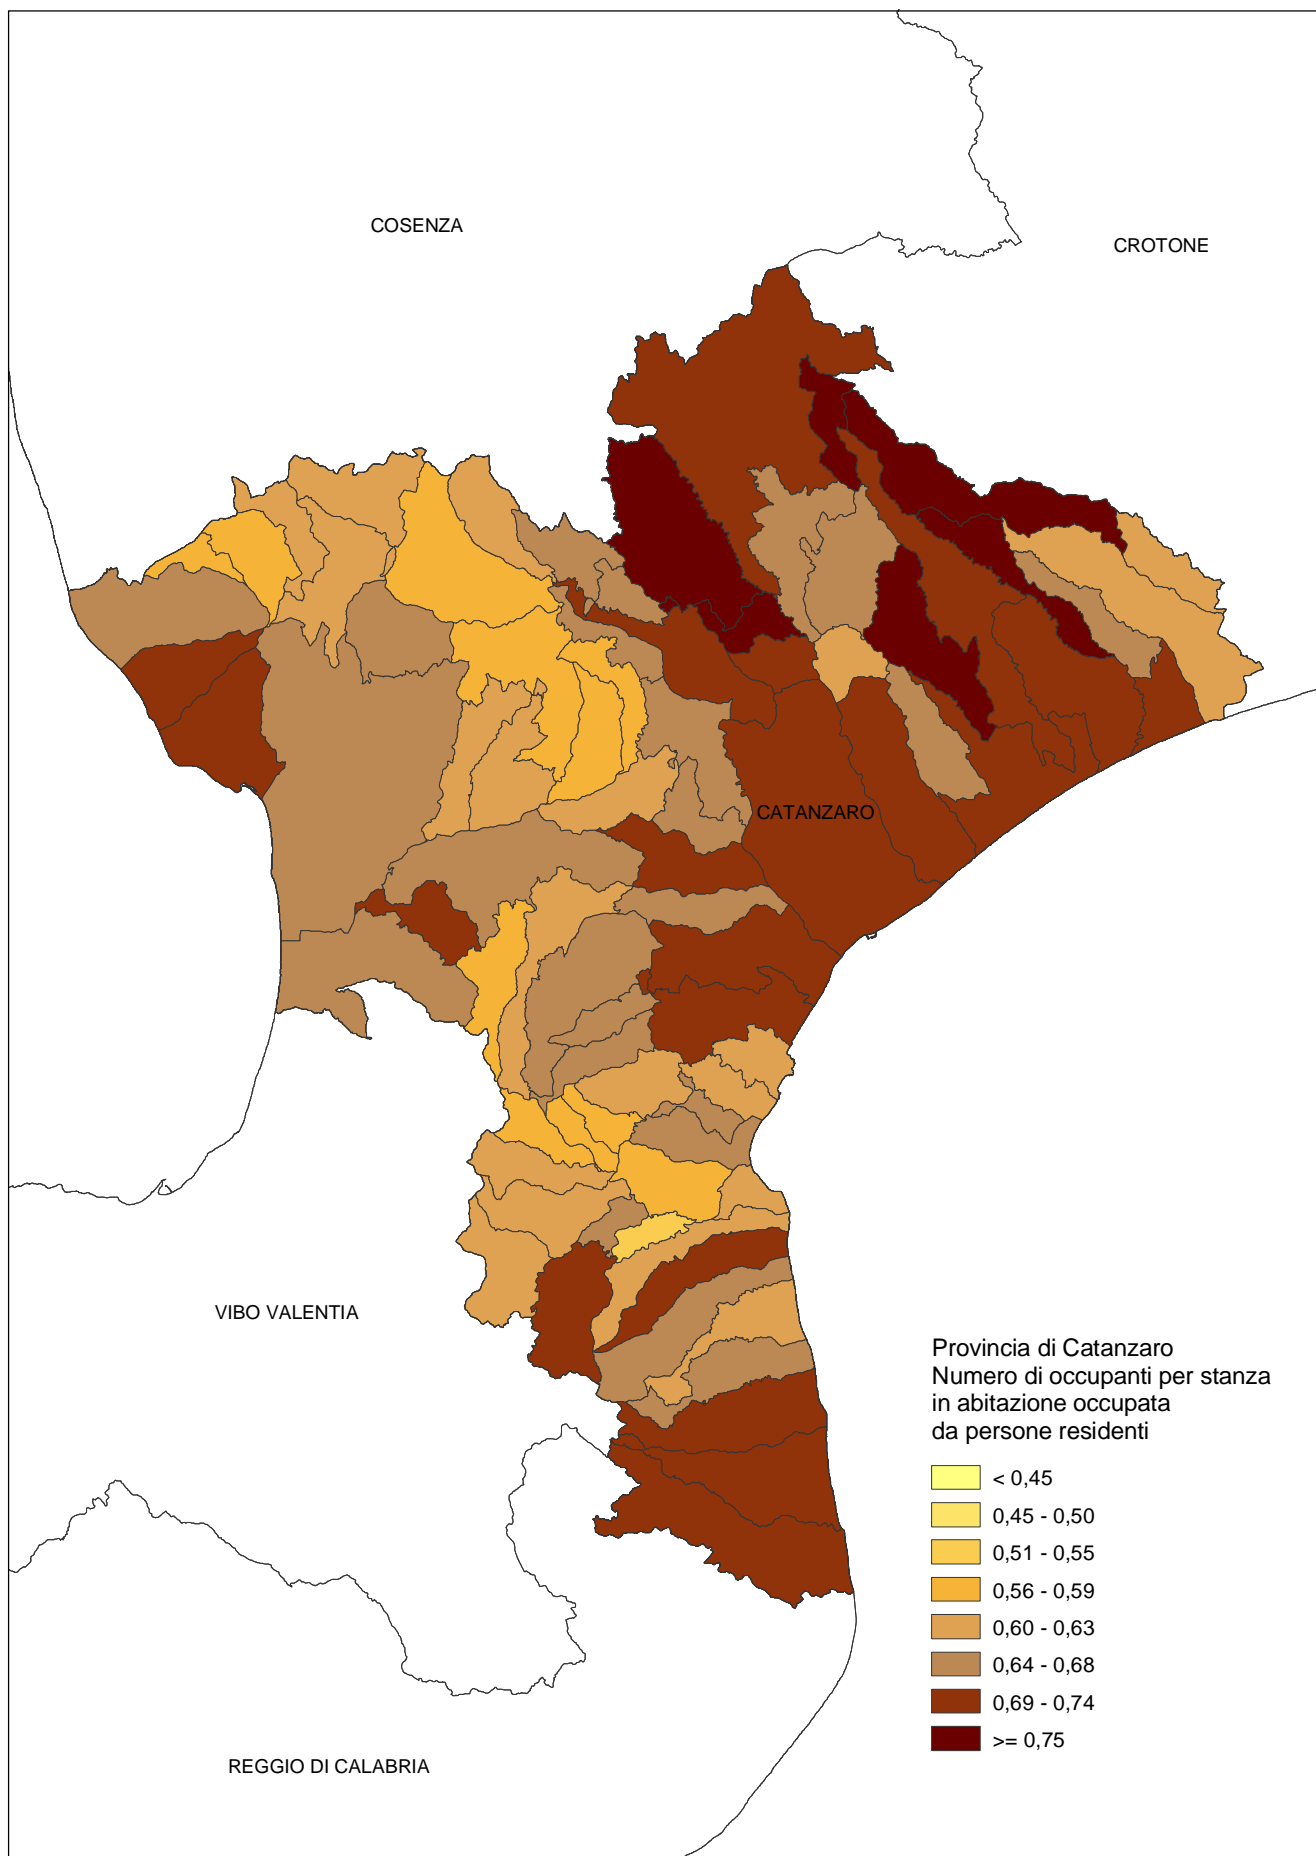 COSENZA
CROTONE
CATANZARO
VIBO VALENTIA
REGGIO DI CALABRIA
Provincia di Catanzaro
Numero di occupanti per stanza
in abitazione occupata
da persone residenti
< 0,45
0,45 - 0,50
0,51 - 0,55
0,56 - 0,59
0,60 - 0,63
0,64 - 0,68
0,69 - 0,74
>= 0,75